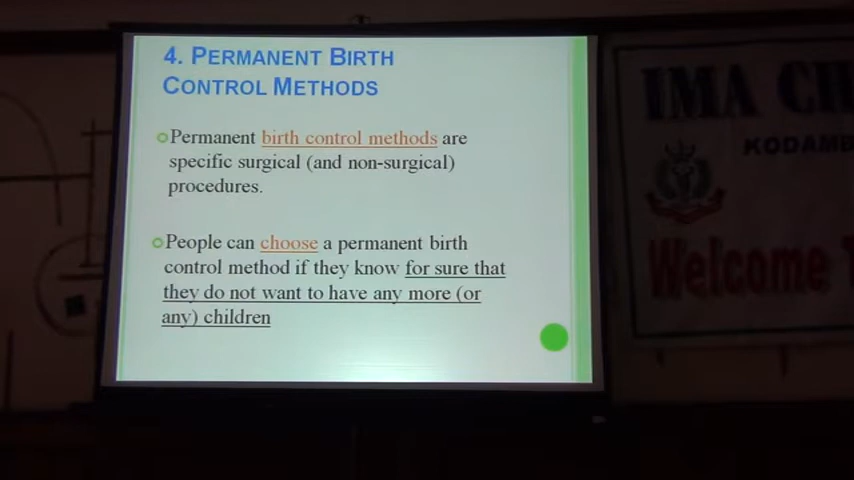 4. PERMANENT BIRTH
CONTROL METHODS
Permanent birth control methods are
specific surgical (and non-surgical)
procedures.
People can choose a permanent birth
control method if they know for sure that
they do not want to have any more (or
any) children
IMA CH
KODAMB
Welcome